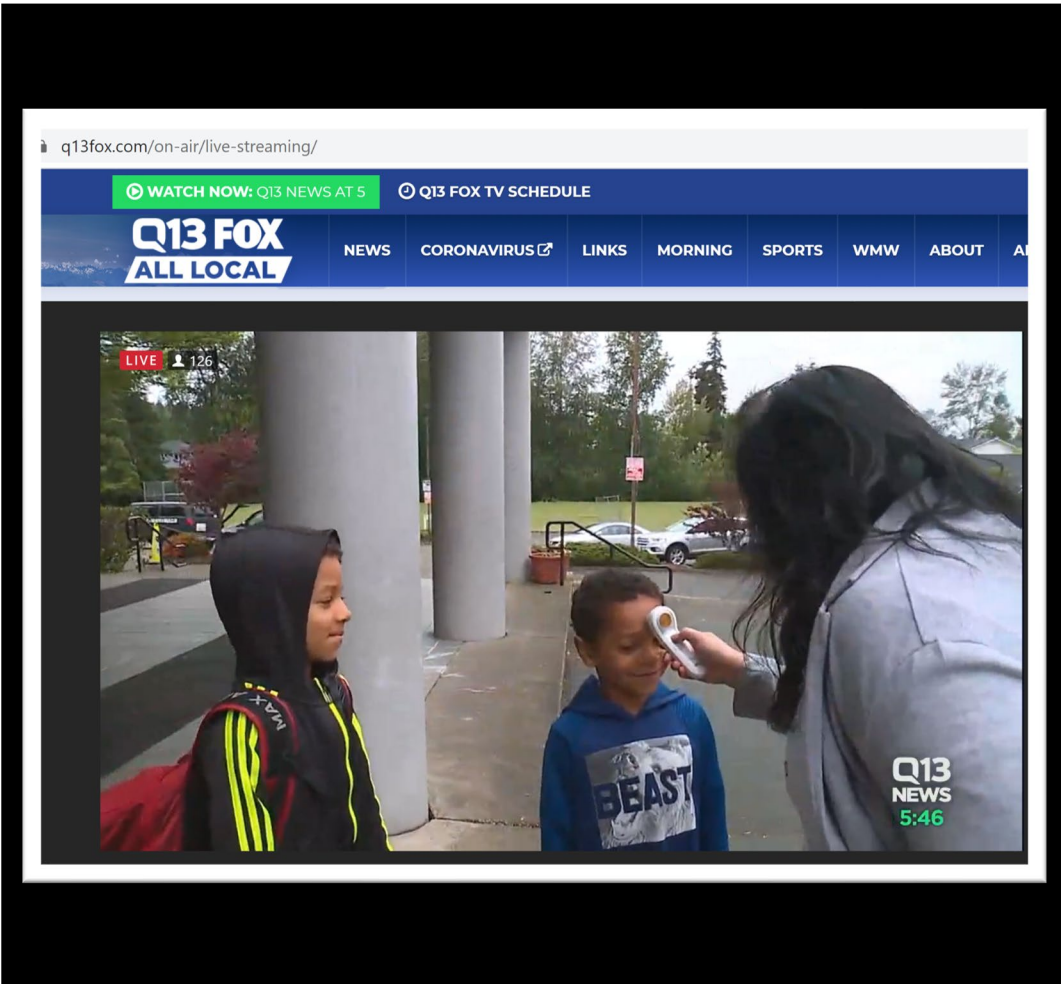 q13fox.com/on-air/live-streaming/
WATCH NOW: Q13 NEWS AT 5
Q13 FOX TV SCHEDULE
Q13 FOX
ALL LOCAL
NEWS
CORONAVIRUS
LINKS
MORNING
SPORTS
WMW
ABOUT
LIVE
126
MAX
BEAST
Q13
NEWS
5:46